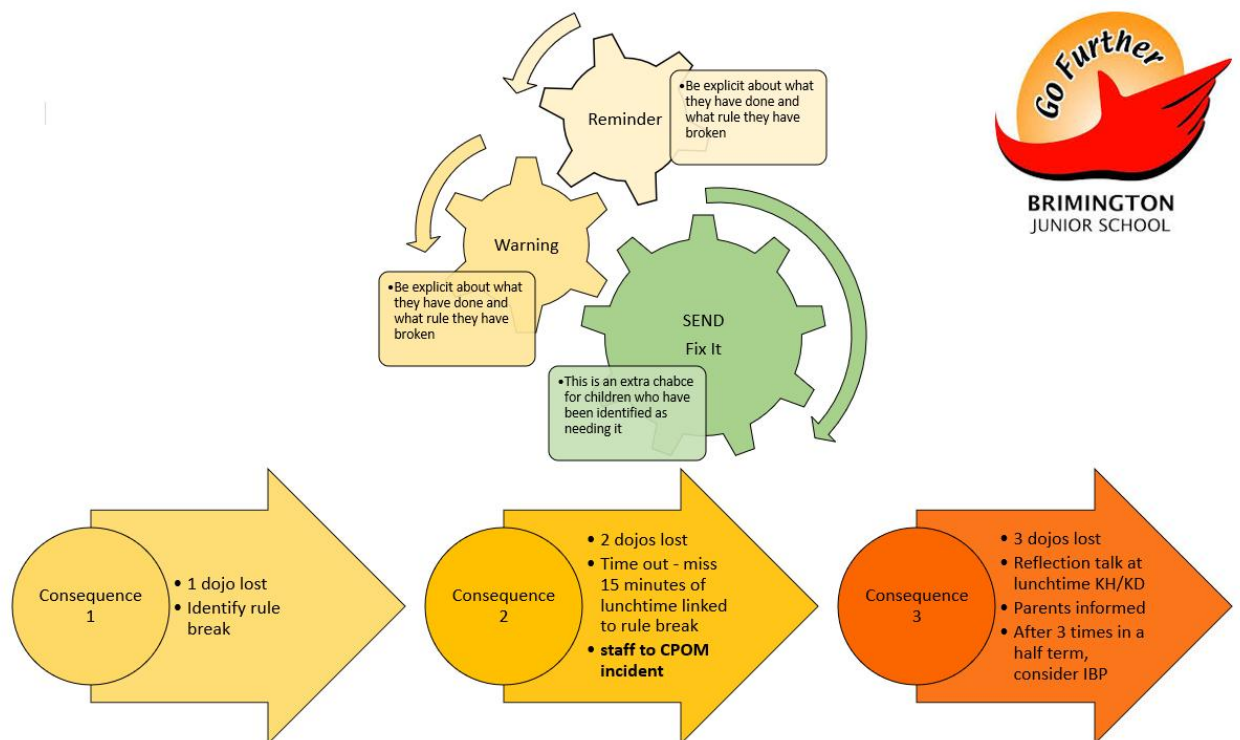 Go Further
BRIMINGTON
JUNIOR SCHOOL
Reminder
•Be explicit about what
they have done and
what rule they have
broken
Warning
•Be explicit about what
they have done and
what rule they have
broken
SEND
Fix It
•This is an extra chabce
for children who have
been identified as
needing it
Consequence
1
• 1 dojo lost
• Identify rule
break
Consequence
2
• 2 dojos lost
• Time out - miss
15 minutes of
lunchtime linked
to rule break
• staff to CPOM
incident
Consequence
3
• 3 dojos lost
• Reflection talk at
lunchtime KH/KD
• Parents informed
• After 3 times in a
half term,
consider IBP